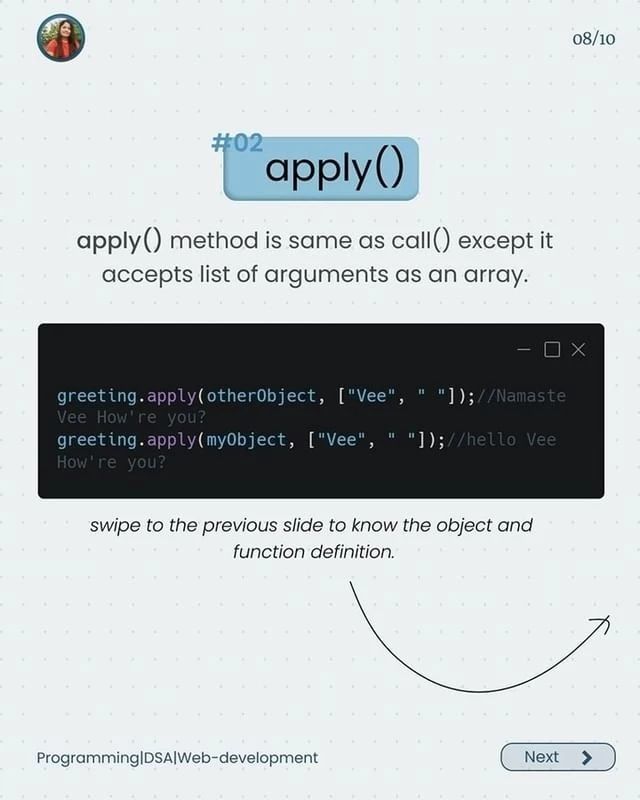 08/10
#02
apply()
apply() method is same as call() except it
accepts list of arguments as an array.
greeting.apply(otherObject, ["Vee", " "]);//Namaste
Vee How're you?
greeting.apply(myObject, ["Vee", " "]);//hello Vee
How're you?
swipe to the previous slide to know the object and
function definition.
Programming|DSA|Web-development
Next